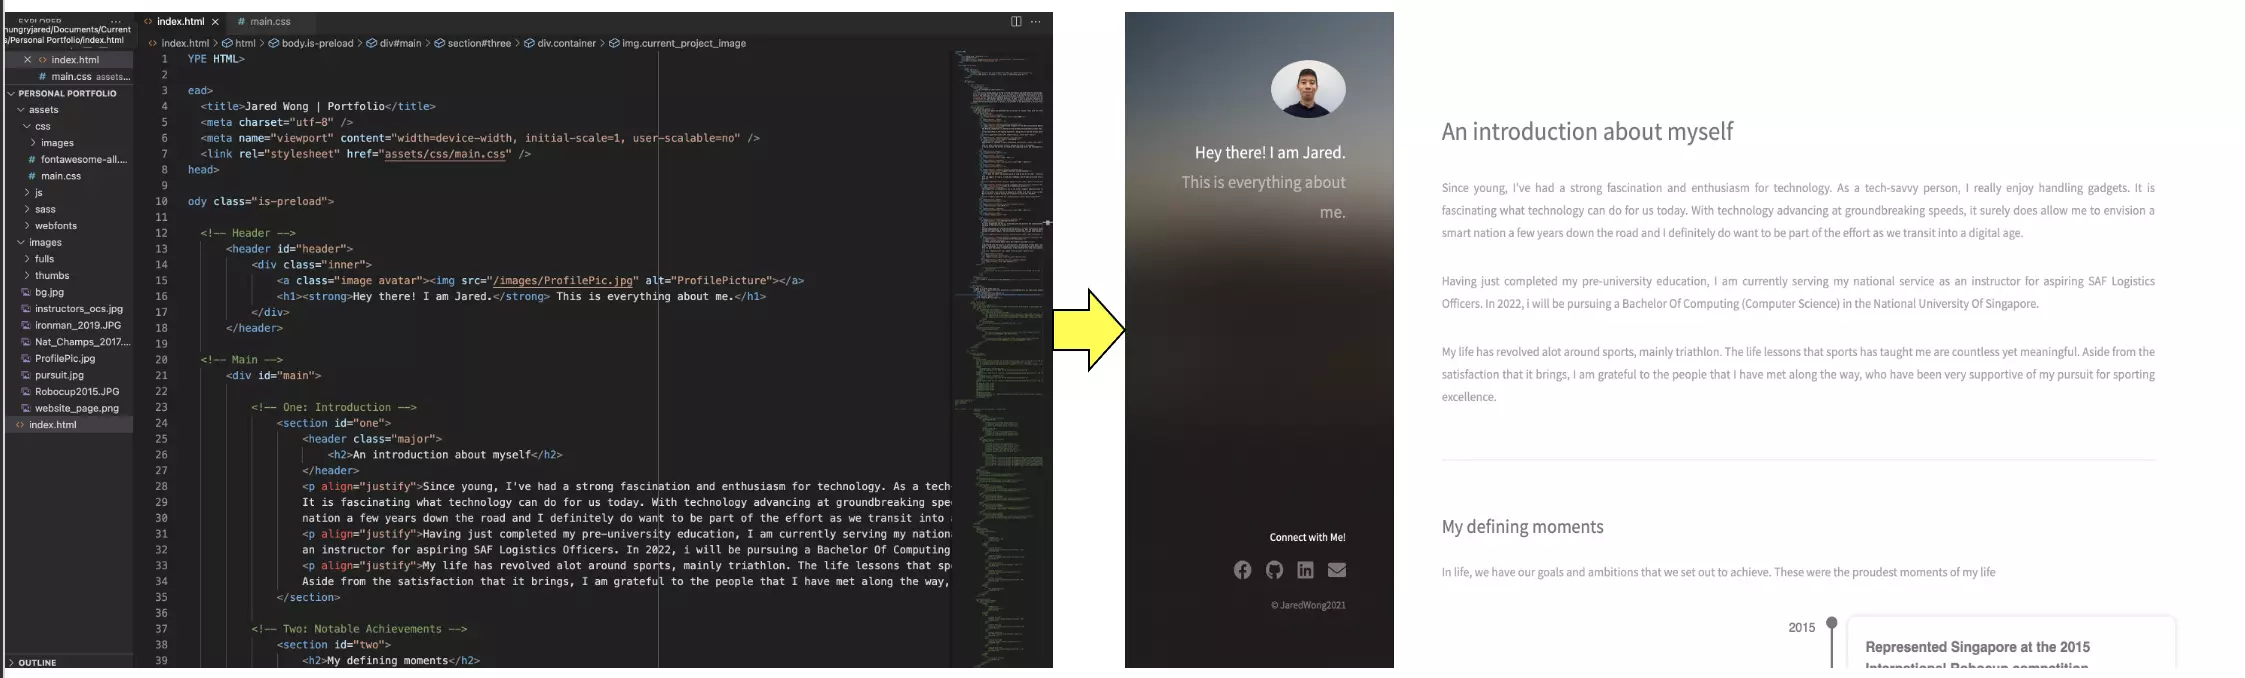 EXPLORER ...
hungryjared/Documents/Current
s/Personal Portfolio/index.html
index.html
main.css assets...
PERSONAL PORTFOLIO
assets
css
images
fontawesome-all....
main.css
js
sass
webfonts
images
fulls
thumbs
bg.jpg
instructors_ocs.jpg
ironman_2019.JPG
Nat_Champs_2017....
ProfilePic.jpg
pursuit.jpg
Robocup2015.JPG
website_page.png
index.html
OUTLINE
index.html
main.css
index.html > html > body.is-preload > div#main > section#three > div.container > img.current_project_image
1 YPE HTML>
2
3 ead>
4 <title>Jared Wong | Portfolio</title>
5 <meta charset="utf-8" />
6 <meta name="viewport" content="width=device-width, initial-scale=1, user-scalable=no" />
7 <link rel="stylesheet" href="assets/css/main.css" />
8 head>
9
10 ody class="is-preload">
11
12 <!-- Header -->
13 <header id="header">
14 <div class="inner">
15 <a class="image avatar"><img src="/images/ProfilePic.jpg" alt="ProfilePicture"></a>
16 <h1><strong>Hey there! I am Jared.</strong> This is everything about me.</h1>
17 </div>
18 </header>
19
20 <!-- Main -->
21 <div id="main">
22
23 <!-- One: Introduction -->
24 <section id="one">
25 <header class="major">
26 <h2>An introduction about myself</h2>
27 </header>
28 <p align="justify">Since young, I've had a strong fascination and enthusiasm for technology. As a tech-
29 It is fascinating what technology can do for us today. With technology advancing at groundbreaking spe
30 nation a few years down the road and I definitely do want to be part of the effort as we transit into
31 <p align="justify">Having just completed my pre-university education, I am currently serving my nation
32 an instructor for aspiring SAF Logistics Officers. In 2022, i will be pursuing a Bachelor Of Computing
33 <p align="justify">My life has revolved alot around sports, mainly triathlon. The life lessons that sp
34 Aside from the satisfaction that it brings, I am grateful to the people that I have met along the way,
35 </section>
36
37 <!-- Two: Notable Achievements -->
38 <section id="two">
39 <h2>My defining moments</h2>
Hey there! I am Jared.
This is everything about
me.
Connect with Me!
© JaredWong2021
An introduction about myself
Since young, I've had a strong fascination and enthusiasm for technology. As a tech-savvy person, I really enjoy handling gadgets. It is
fascinating what technology can do for us today. With technology advancing at groundbreaking speeds, it surely does allow me to envision a
smart nation a few years down the road and I definitely do want to be part of the effort as we transit into a digital age.
Having just completed my pre-university education, I am currently serving my national service as an instructor for aspiring SAF Logistics
Officers. In 2022, i will be pursuing a Bachelor Of Computing (Computer Science) in the National University Of Singapore.
My life has revolved alot around sports, mainly triathlon. The life lessons that sports has taught me are countless yet meaningful. Aside from the
satisfaction that it brings, I am grateful to the people that I have met along the way, who have been very supportive of my pursuit for sporting
excellence.
My defining moments
In life, we have our goals and ambitions that we set out to achieve. These were the proudest moments of my life
2015
Represented Singapore at the 2015
International Robocup competition